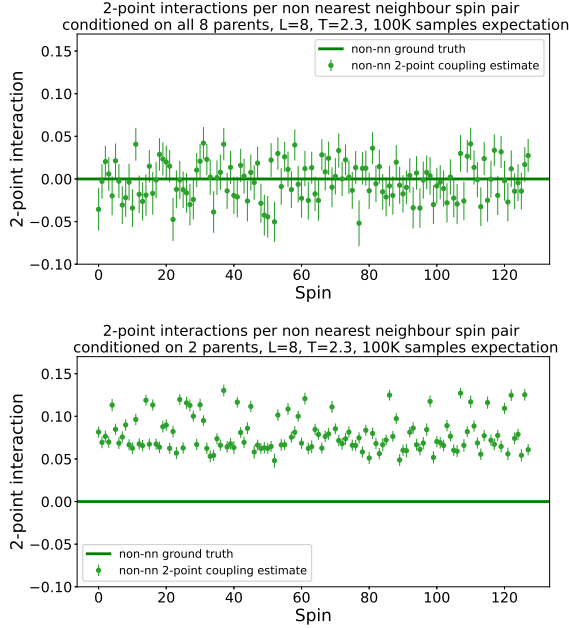 2-point interactions per non nearest neighbour spin pair
conditioned on all 8 parents, L=8, T=2.3, 100K samples expectation
0.15
0.10
0.05
0.00
−0.05
−0.10
2-point interaction
non-nn ground truth
non-nn 2-point coupling estimate
0 20 40 60 80 100 120
Spin
2-point interactions per non nearest neighbour spin pair
conditioned on 2 parents, L=8, T=2.3, 100K samples expectation
0.15
0.10
0.05
0.00
−0.05
−0.10
2-point interaction
non-nn ground truth
non-nn 2-point coupling estimate
0 20 40 60 80 100 120
Spin